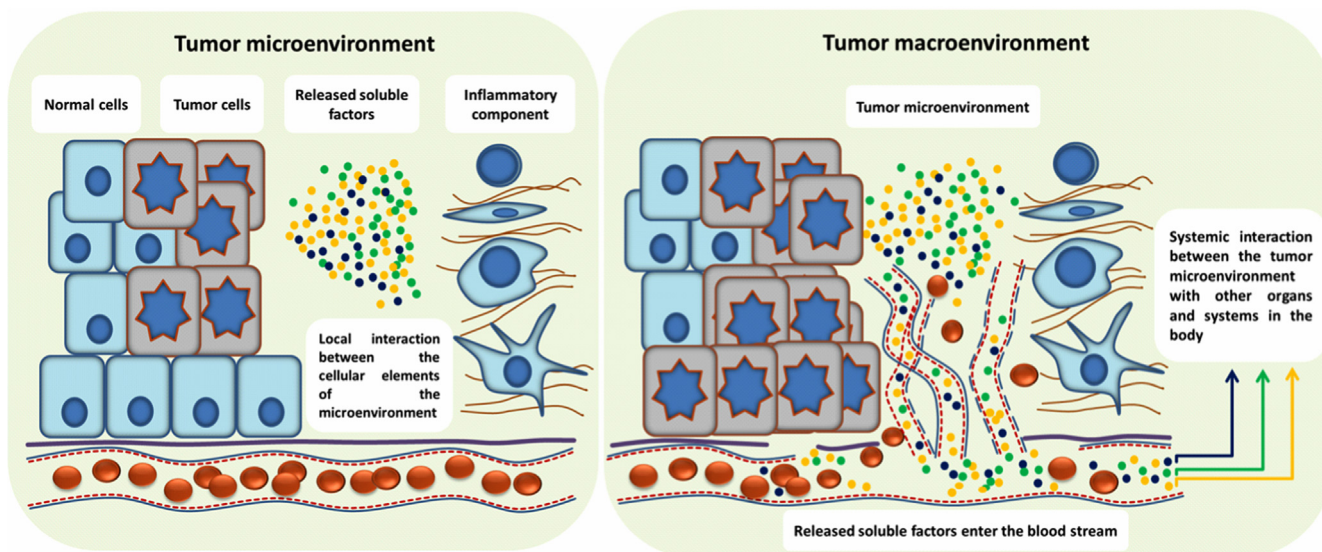 Tumor microenvironment
Normal cells
Tumor cells
Released soluble
factors
Inflammatory
component
Local interaction
between the
cellular elements
of the
microenvironment
Tumor macroenvironment
Tumor microenvironment
Systemic interaction
between the tumor
microenvironment
with other organs
and systems in the
body
Released soluble factors enter the blood stream